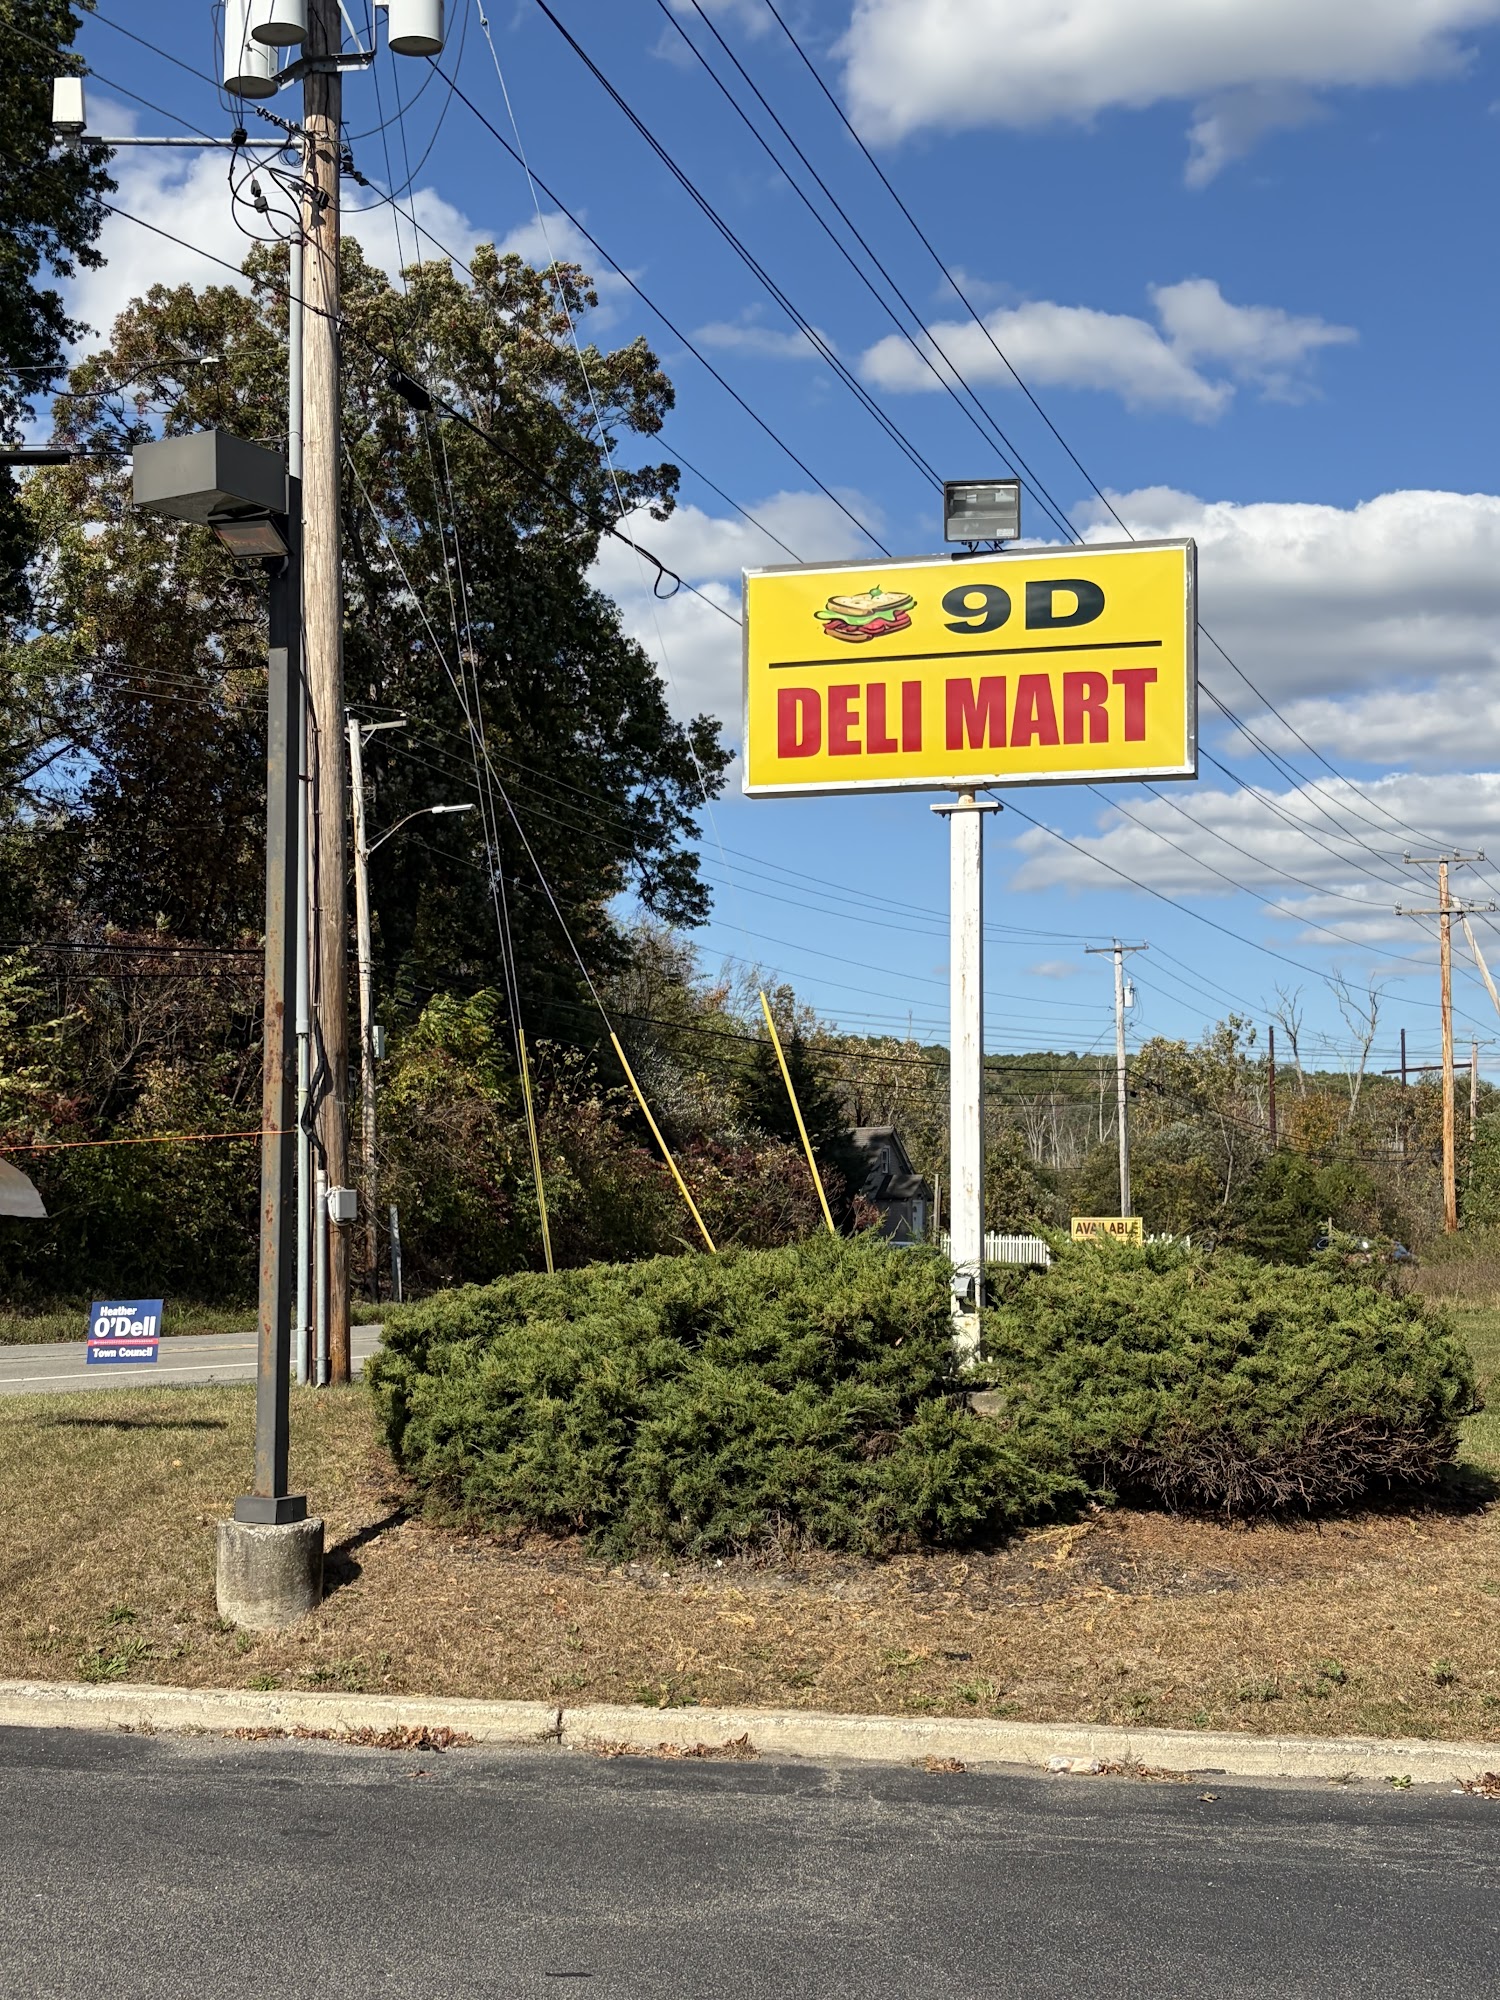 9D
DELI MART
AVAILABLE
Heather
O'Dell
Town Council